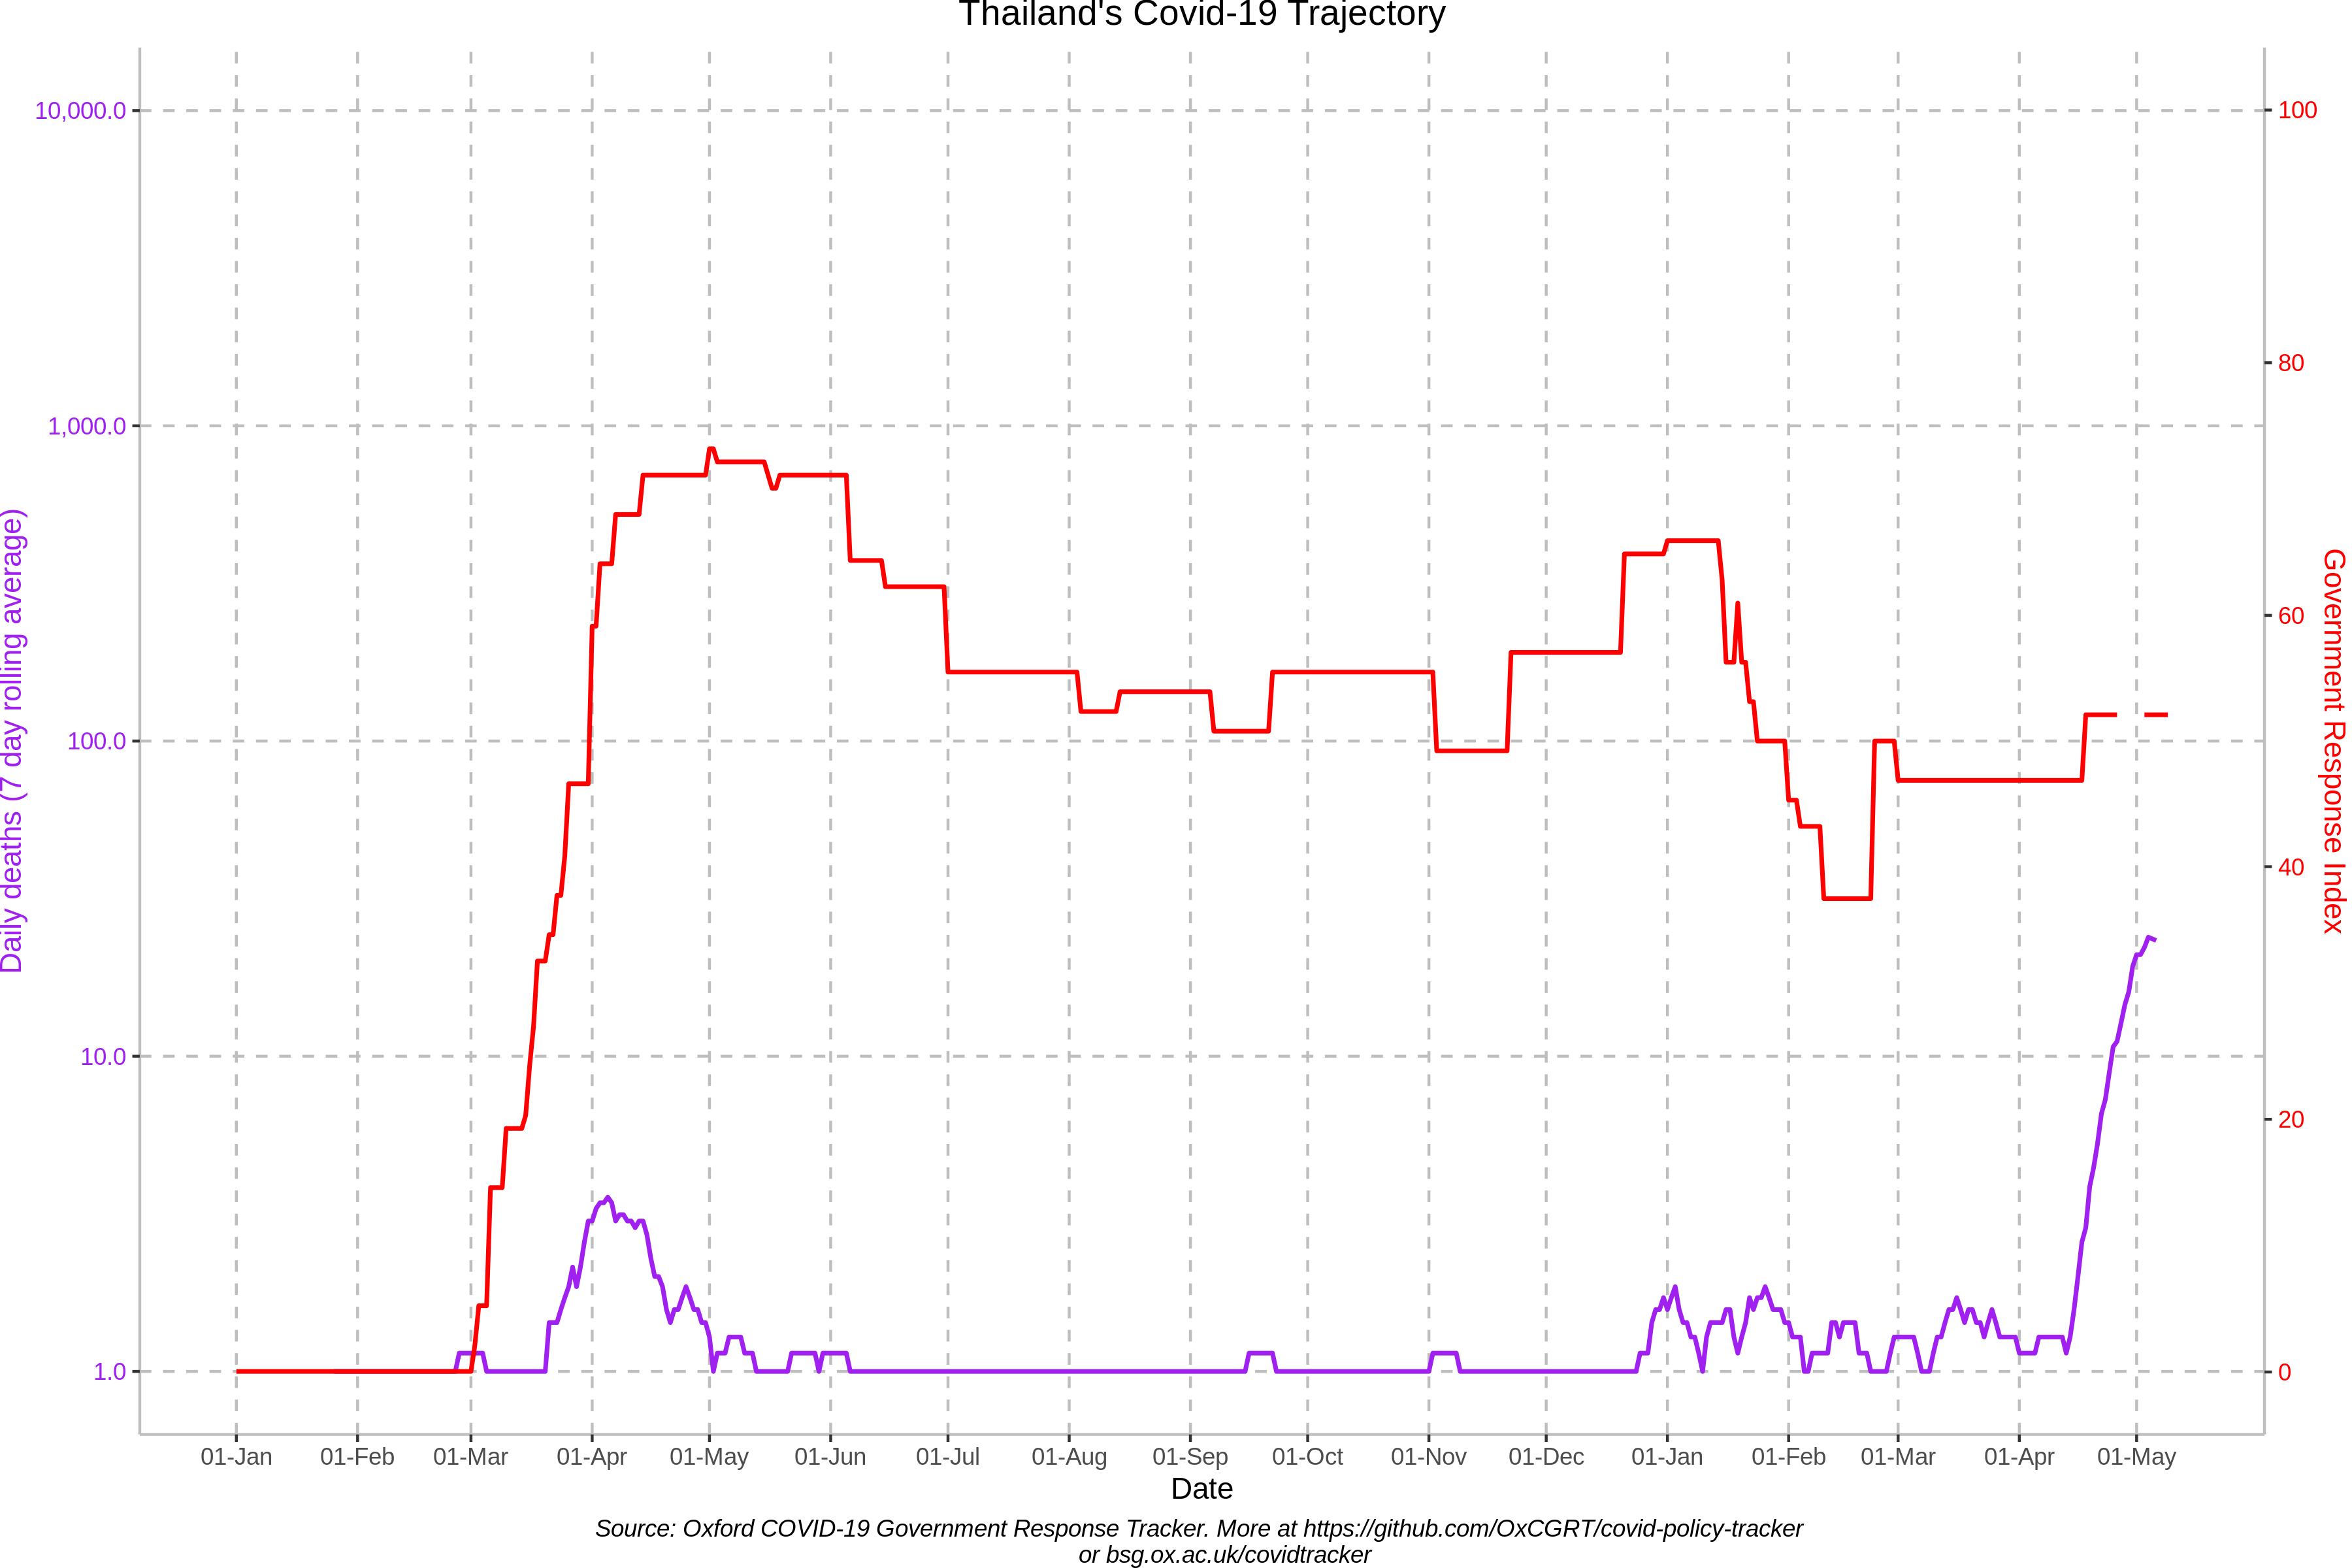 Thailand's Covid-19 Trajectory
Daily deaths (7 day rolling average)
10,000.0
1,000.0
100.0
10.0
1.0
100
80
60
40
20
0
Government Response Index
01-Jan 01-Feb 01-Mar 01-Apr 01-May 01-Jun 01-Jul 01-Aug 01-Sep 01-Oct 01-Nov 01-Dec 01-Jan 01-Feb 01-Mar 01-Apr 01-May
Date
Source: Oxford COVID-19 Government Response Tracker. More at https://github.com/OxCGRT/covid-policy-tracker
or bsg.ox.ac.uk/covidtracker